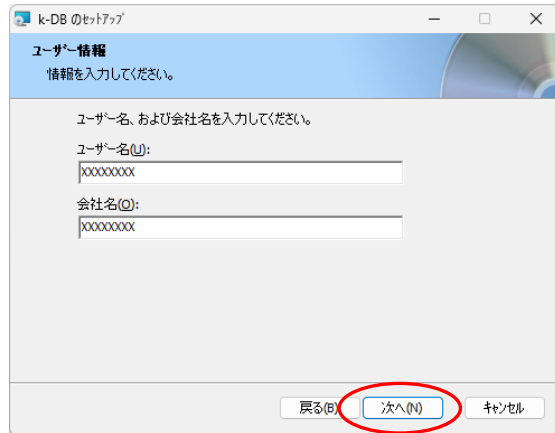 k-DB のセットアップ
ユーザー情報
情報を入力してください。
ユーザー名、および会社名を入力してください。
ユーザー名(U):
XXXXXXXX
会社名(O):
XXXXXXXX
戻る(B) 次へ(N) キャンセル